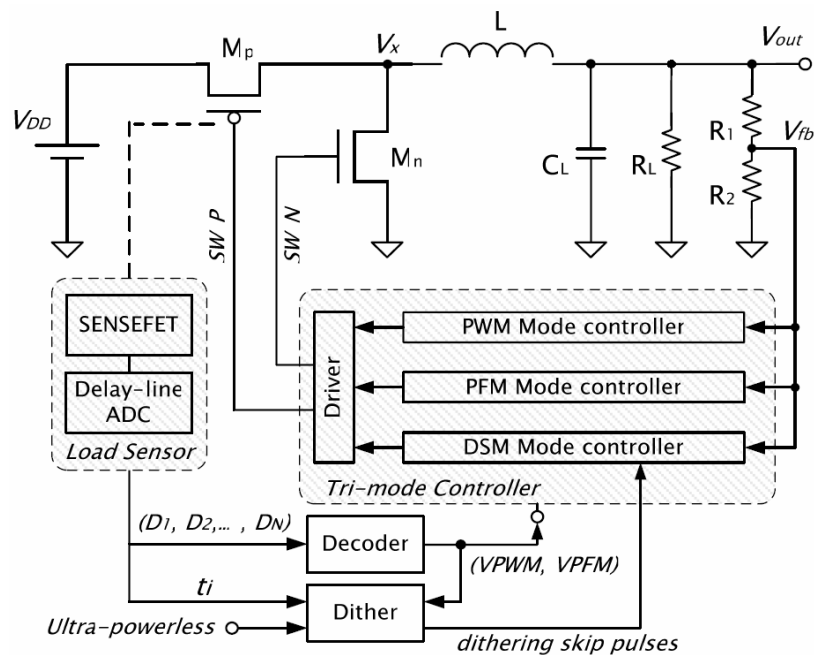 L
Mp
Vx
Vout
VDD
Mn
CL
RL
R1
Vfb
R2
SW_P
SW_N
SENSEFET
Delay-line
ADC
Load Sensor
Driver
PWM Mode controller
PFM Mode controller
DSM Mode controller
Tri-mode Controller
(D1, D2,... , DN)
Decoder
(VPWM, VPFM)
ti
Dither
Ultra-powerless
dithering skip pulses